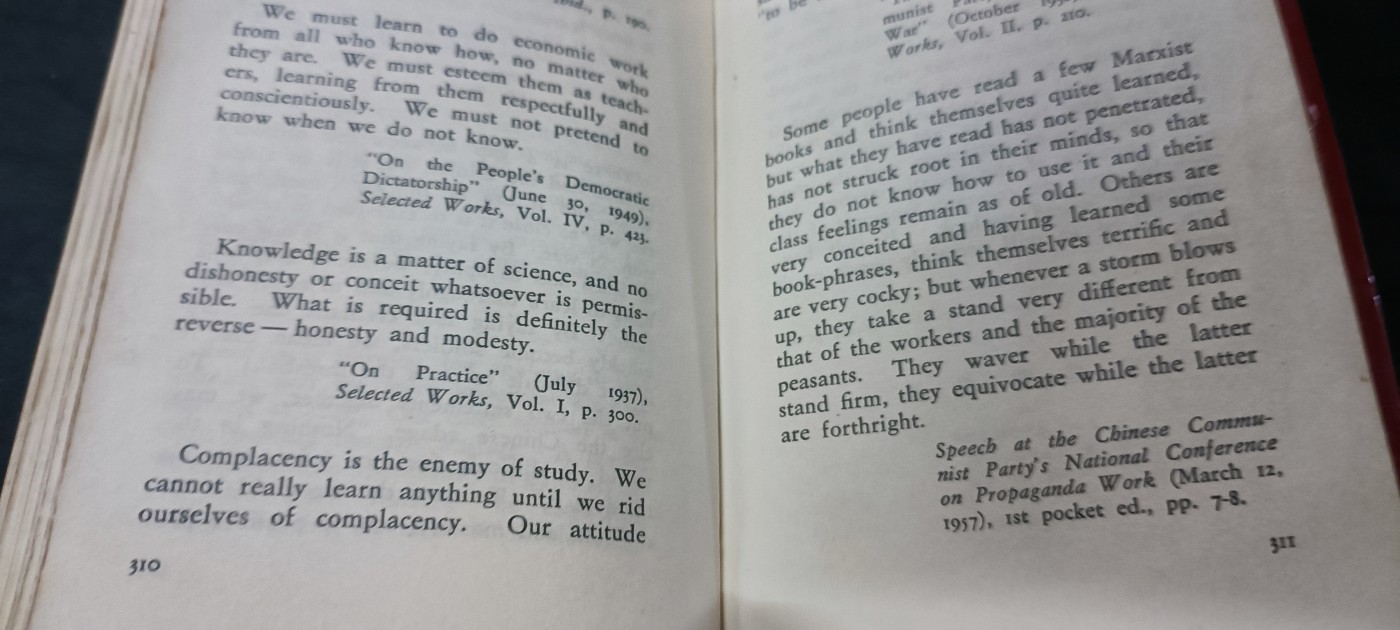 p. 190.
We must learn to do economic work
from all who know how, no matter who
they are. We must esteem them as teach-
ers, learning from them respectfully and
conscientiously. We must not pretend to
know when we do not know.
"On the People's Democratic
Dictatorship" (June 30, 1949),
Selected Works, Vol. IV, p. 423.
Knowledge is a matter of science, and no
dishonesty or conceit whatsoever is permis-
sible. What is required is definitely the
reverse — honesty and modesty.
"On Practice" (July 1937),
Selected Works, Vol. I, p. 300.
Complacency is the enemy of study. We
cannot really learn anything until we rid
ourselves of complacency. Our attitude
310
"to be
munist
War" (October
Works, Vol. II, p. 210.
Some people have read a few Marxist
books and think themselves quite learned,
but what they have read has not penetrated,
has not struck root in their minds, so that
they do not know how to use it and their
class feelings remain as of old. Others are
very conceited and having learned some
book-phrases, think themselves terrific and
are very cocky; but whenever a storm blows
up, they take a stand very different from
that of the workers and the majority of the
peasants. They waver while the latter
stand firm, they equivocate while the latter
are forthright.
Speech at the Chinese Commu-
nist Party's National Conference
on Propaganda Work (March 12,
1957), 1st pocket ed., pp. 7-8.
311